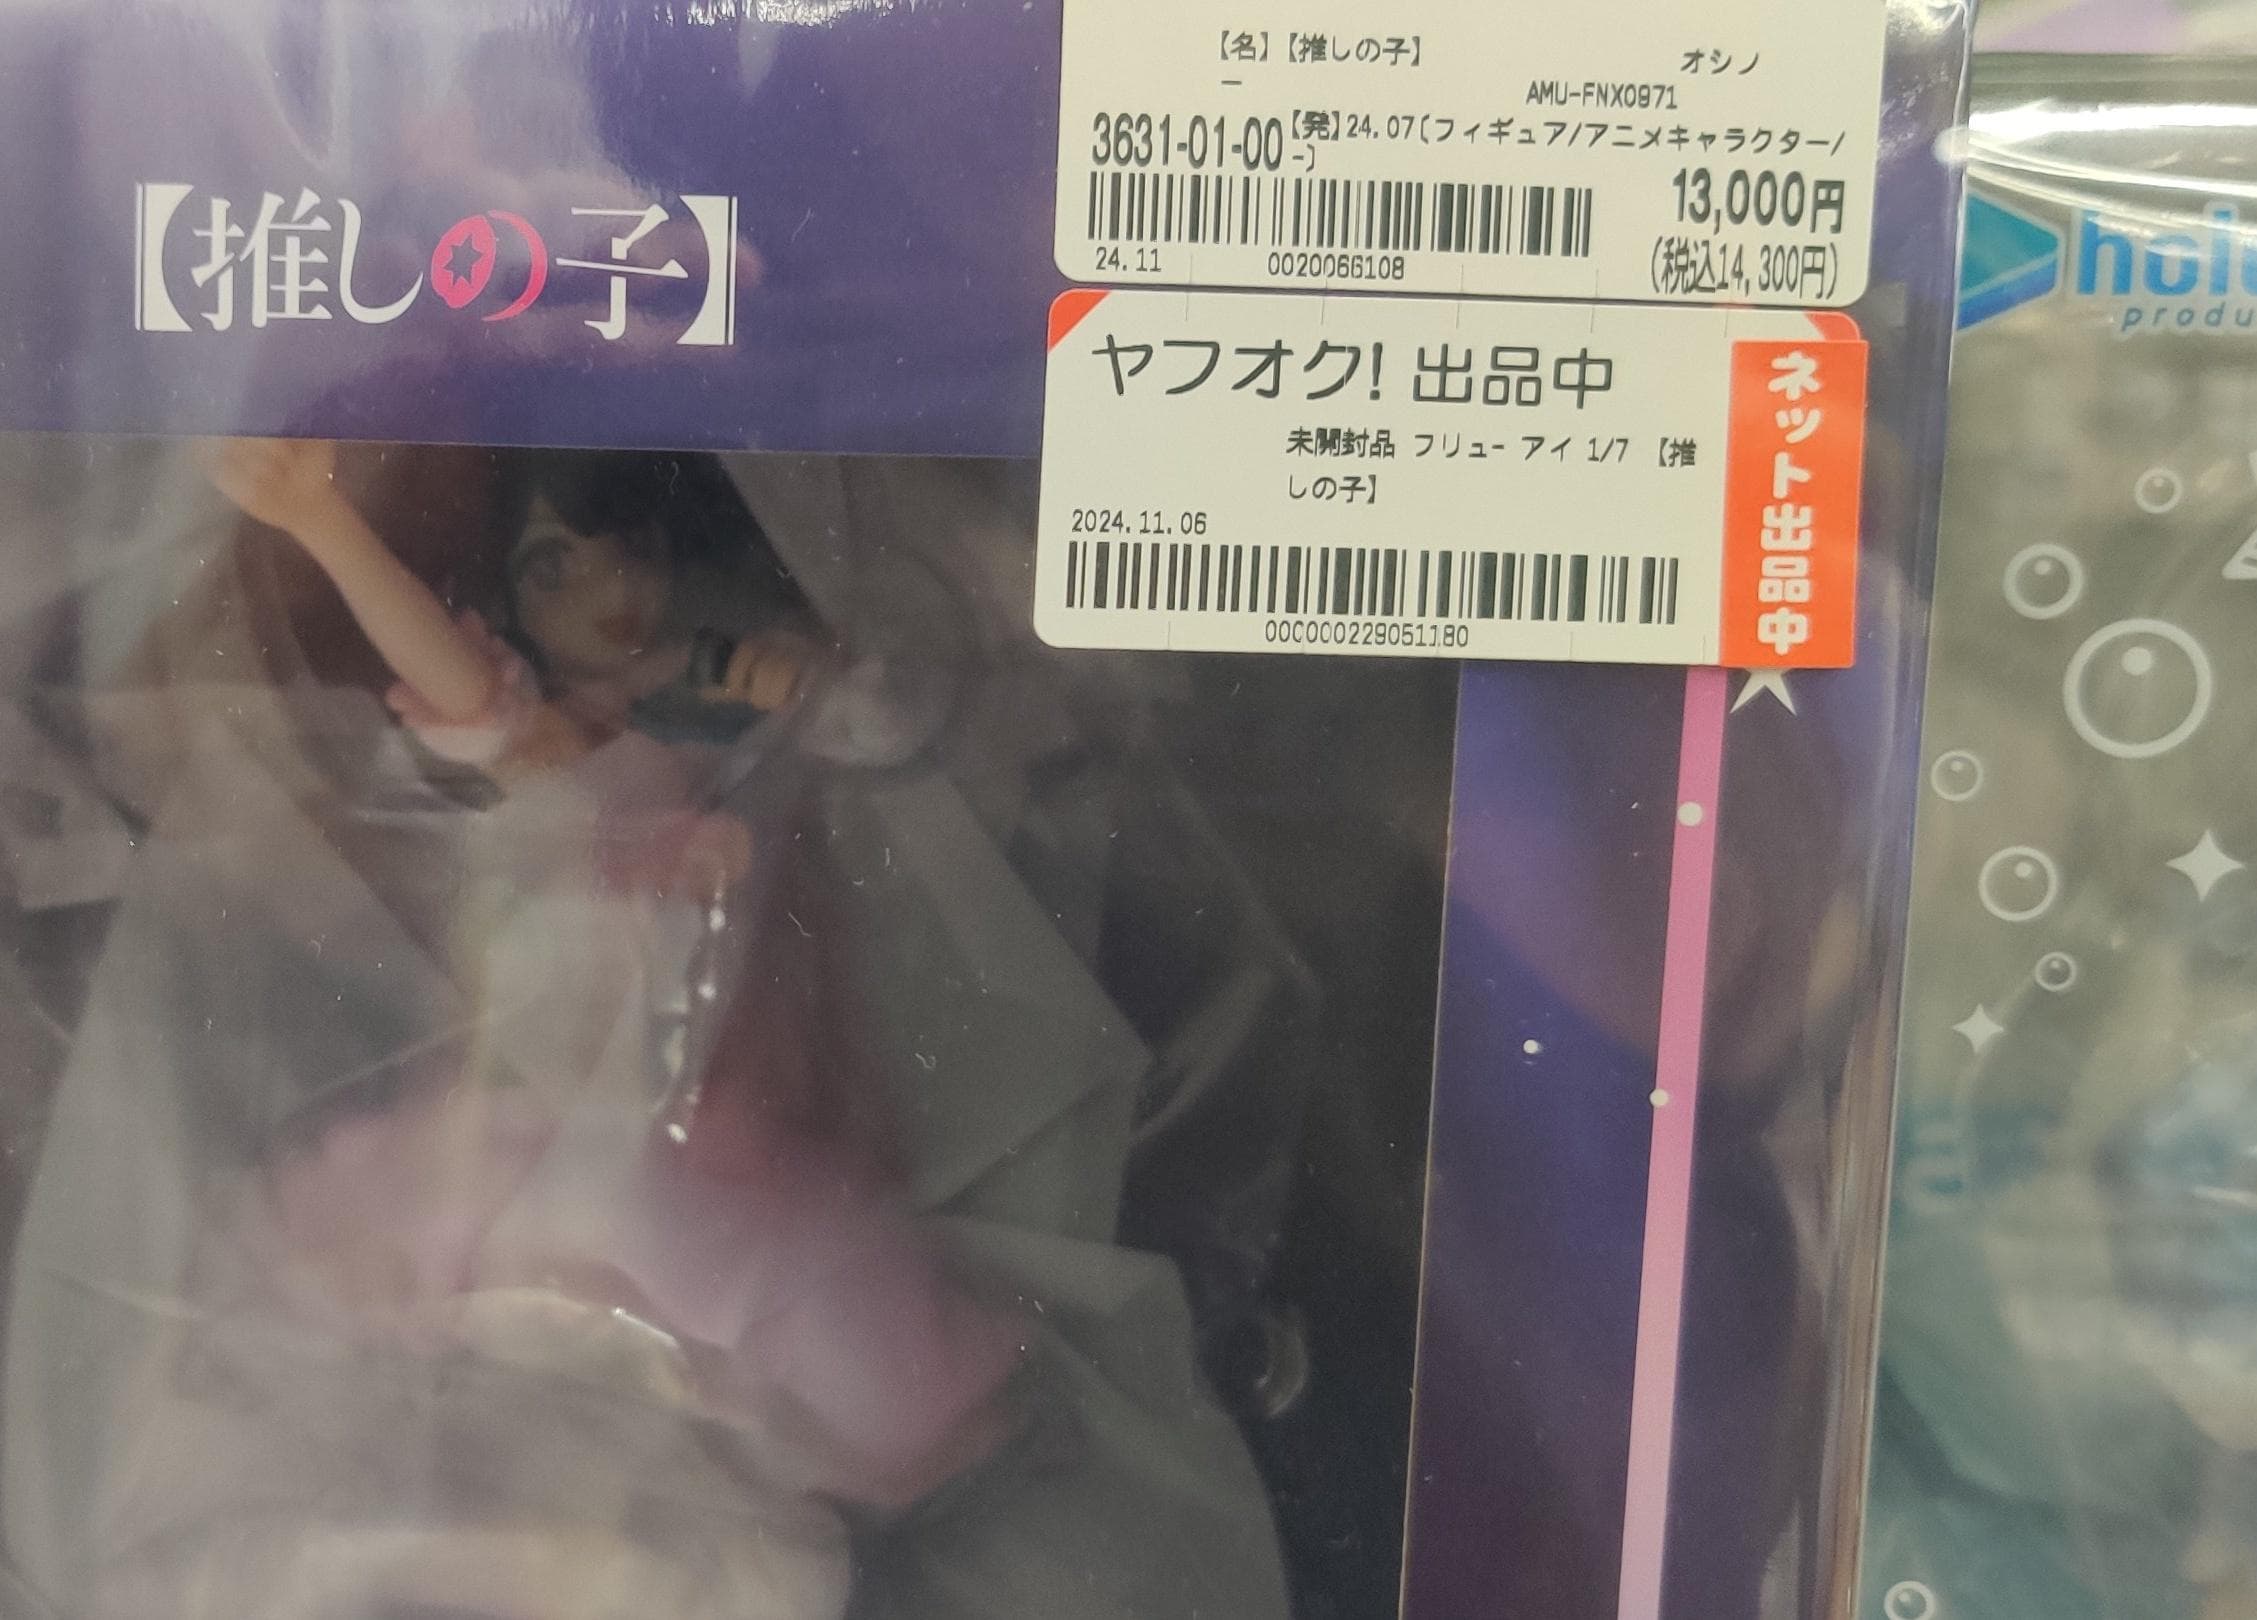 【推しの子】
【名】【推しの子】 オシノ
ー
AMU-FNX0971
3631-01-00【発】24.07(フィギュア/アニメキャラクター/
-)
13,000円
(税込14,300円)
24.11 0020066108
ヤフオク! 出品中
未開封品 フリュー アイ 1/7 【推
しの子】
2024.11.06
000000229051180
ネット出品中
produ